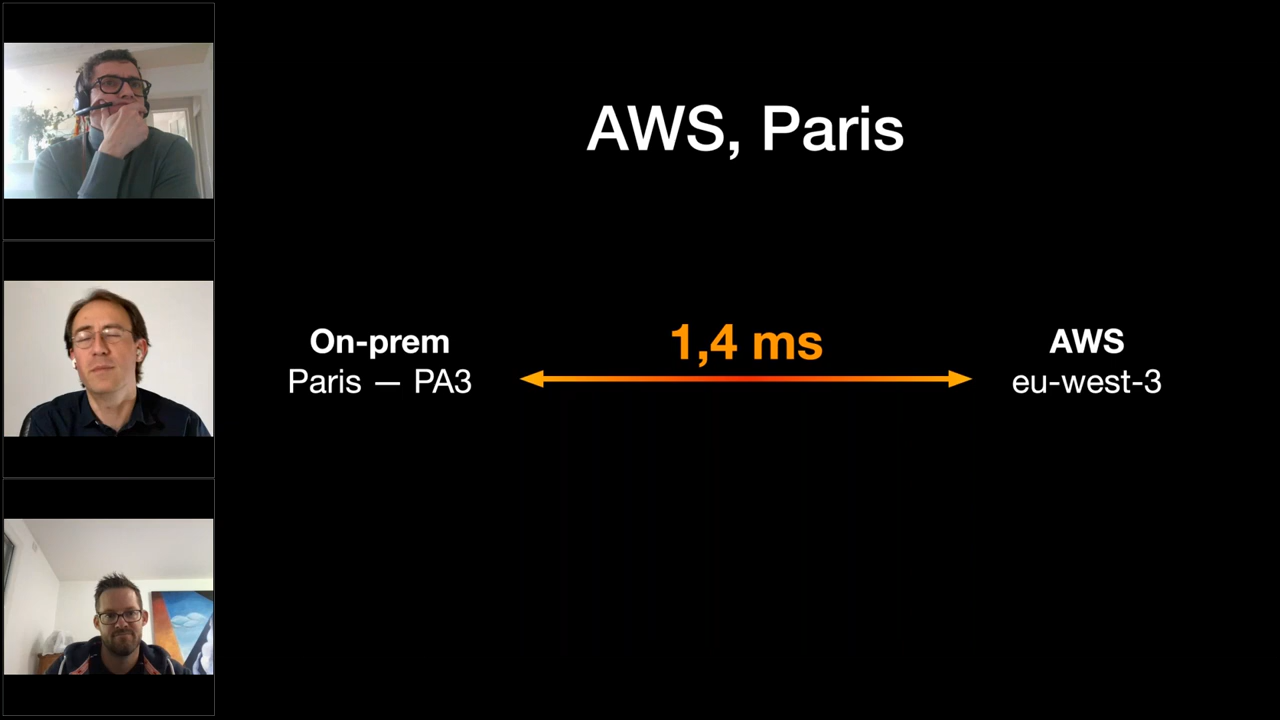 AWS, Paris
On-prem
Paris — PA3
1,4 ms
AWS
eu-west-3